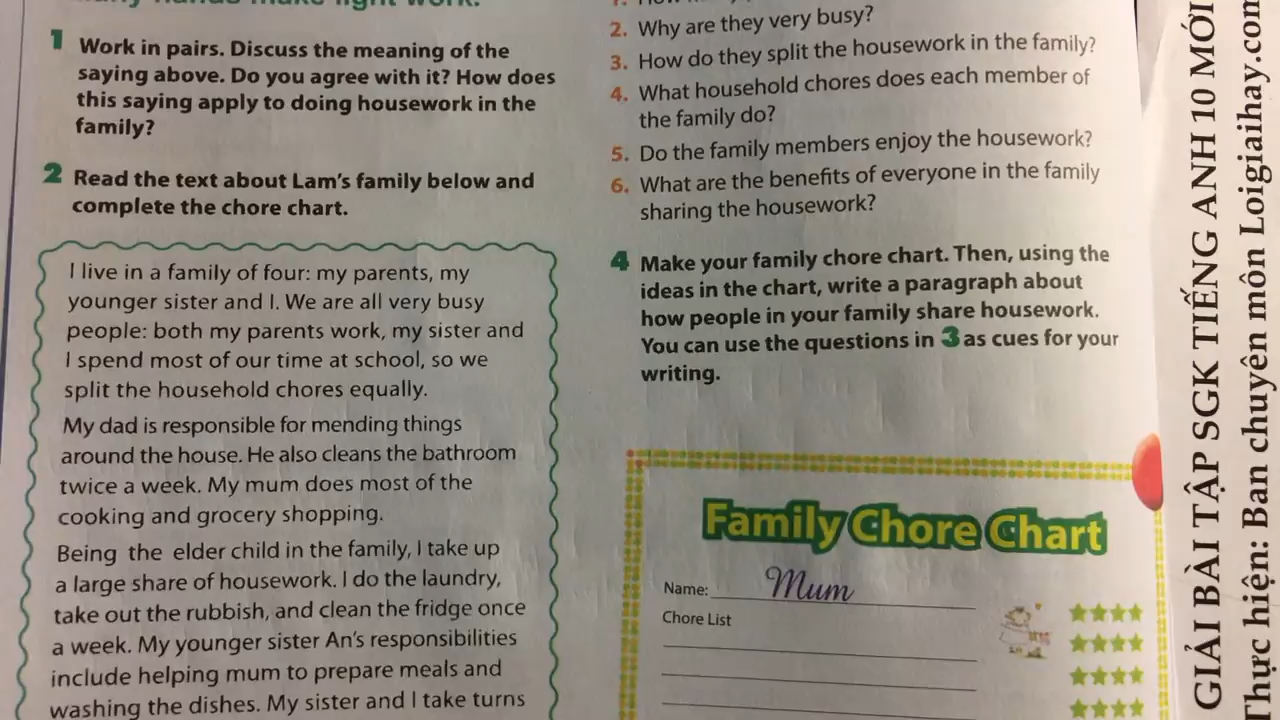 make light work.
1 Work in pairs. Discuss the meaning of the
saying above. Do you agree with it? How does
this saying apply to doing housework in the
family?
2 Read the text about Lam's family below and
complete the chore chart.
I live in a family of four: my parents, my
younger sister and I. We are all very busy
people: both my parents work, my sister and
I spend most of our time at school, so we
split the household chores equally.
My dad is responsible for mending things
around the house. He also cleans the bathroom
twice a week. My mum does most of the
cooking and grocery shopping.
Being the elder child in the family, I take up
a large share of housework. I do the laundry,
take out the rubbish, and clean the fridge once
a week. My younger sister An's responsibilities
include helping mum to prepare meals and
washing the dishes. My sister and I take turns
2. Why are they very busy?
3. How do they split the housework in the family?
4. What household chores does each member of
the family do?
5. Do the family members enjoy the housework?
6. What are the benefits of everyone in the family
sharing the housework?
4 Make your family chore chart. Then, using the
ideas in the chart, write a paragraph about
how people in your family share housework.
You can use the questions in 3 as cues for your
writing.
Family Chore Chart
Name: Mum
Chore List
GIẢI BÀI TẬP SGK TIẾNG ANH 10 MỚI
Thực hiện: Ban chuyên môn Loigiaihay.com